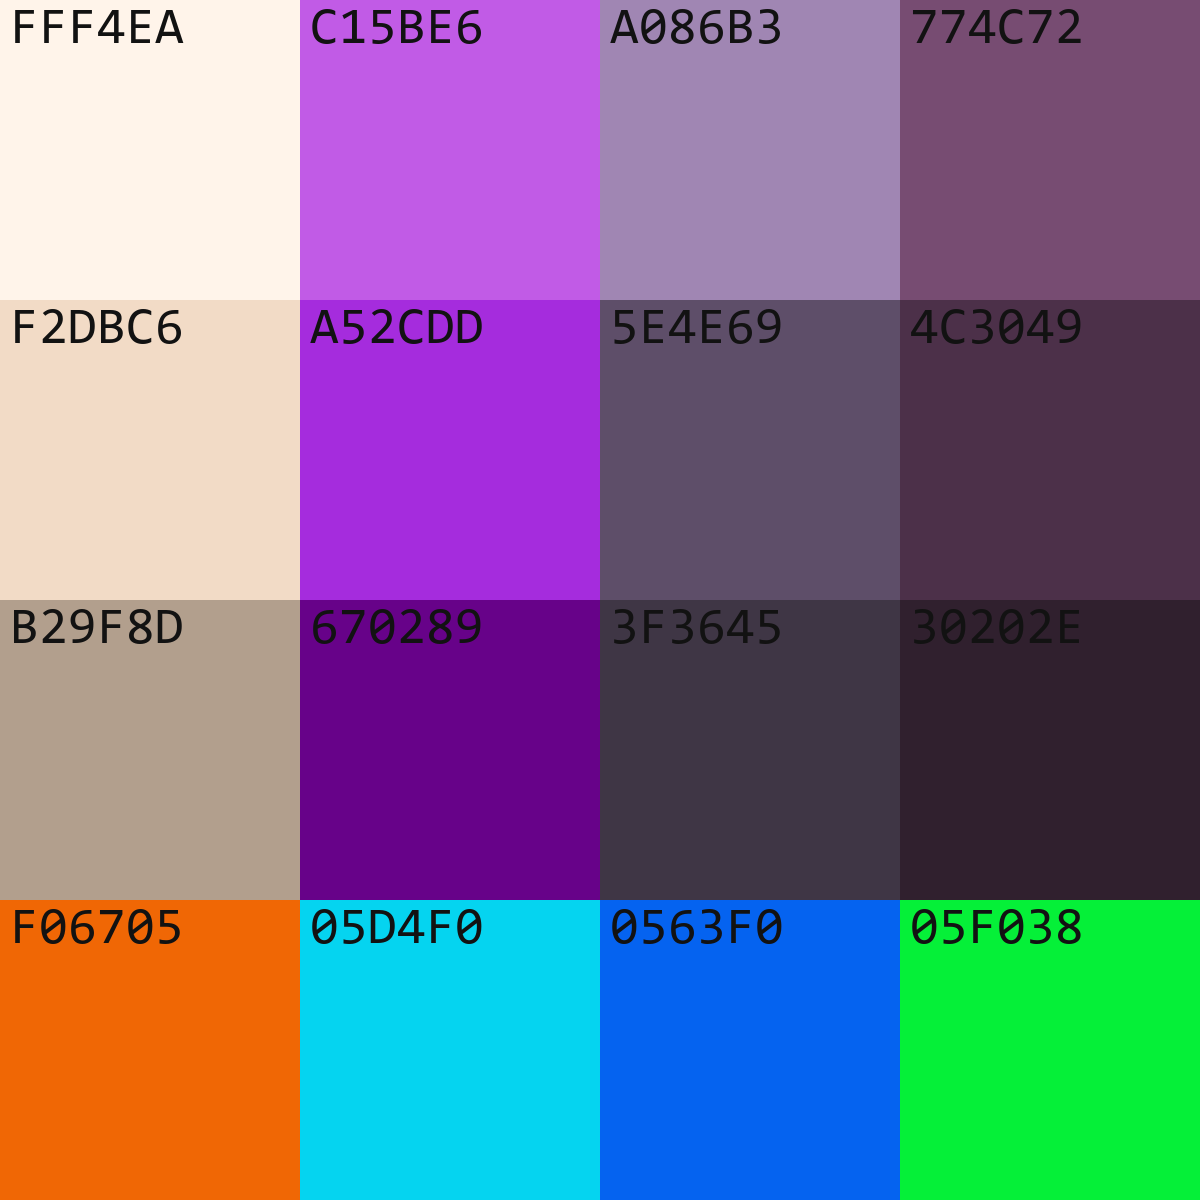 FFF4EA C15BE6 A086B3 774C72
F2DBC6 A52CDD 5E4E69 4C3049
B29F8D 670289 3F3645 30202E
F06705 05D4F0 0563F0 05F038